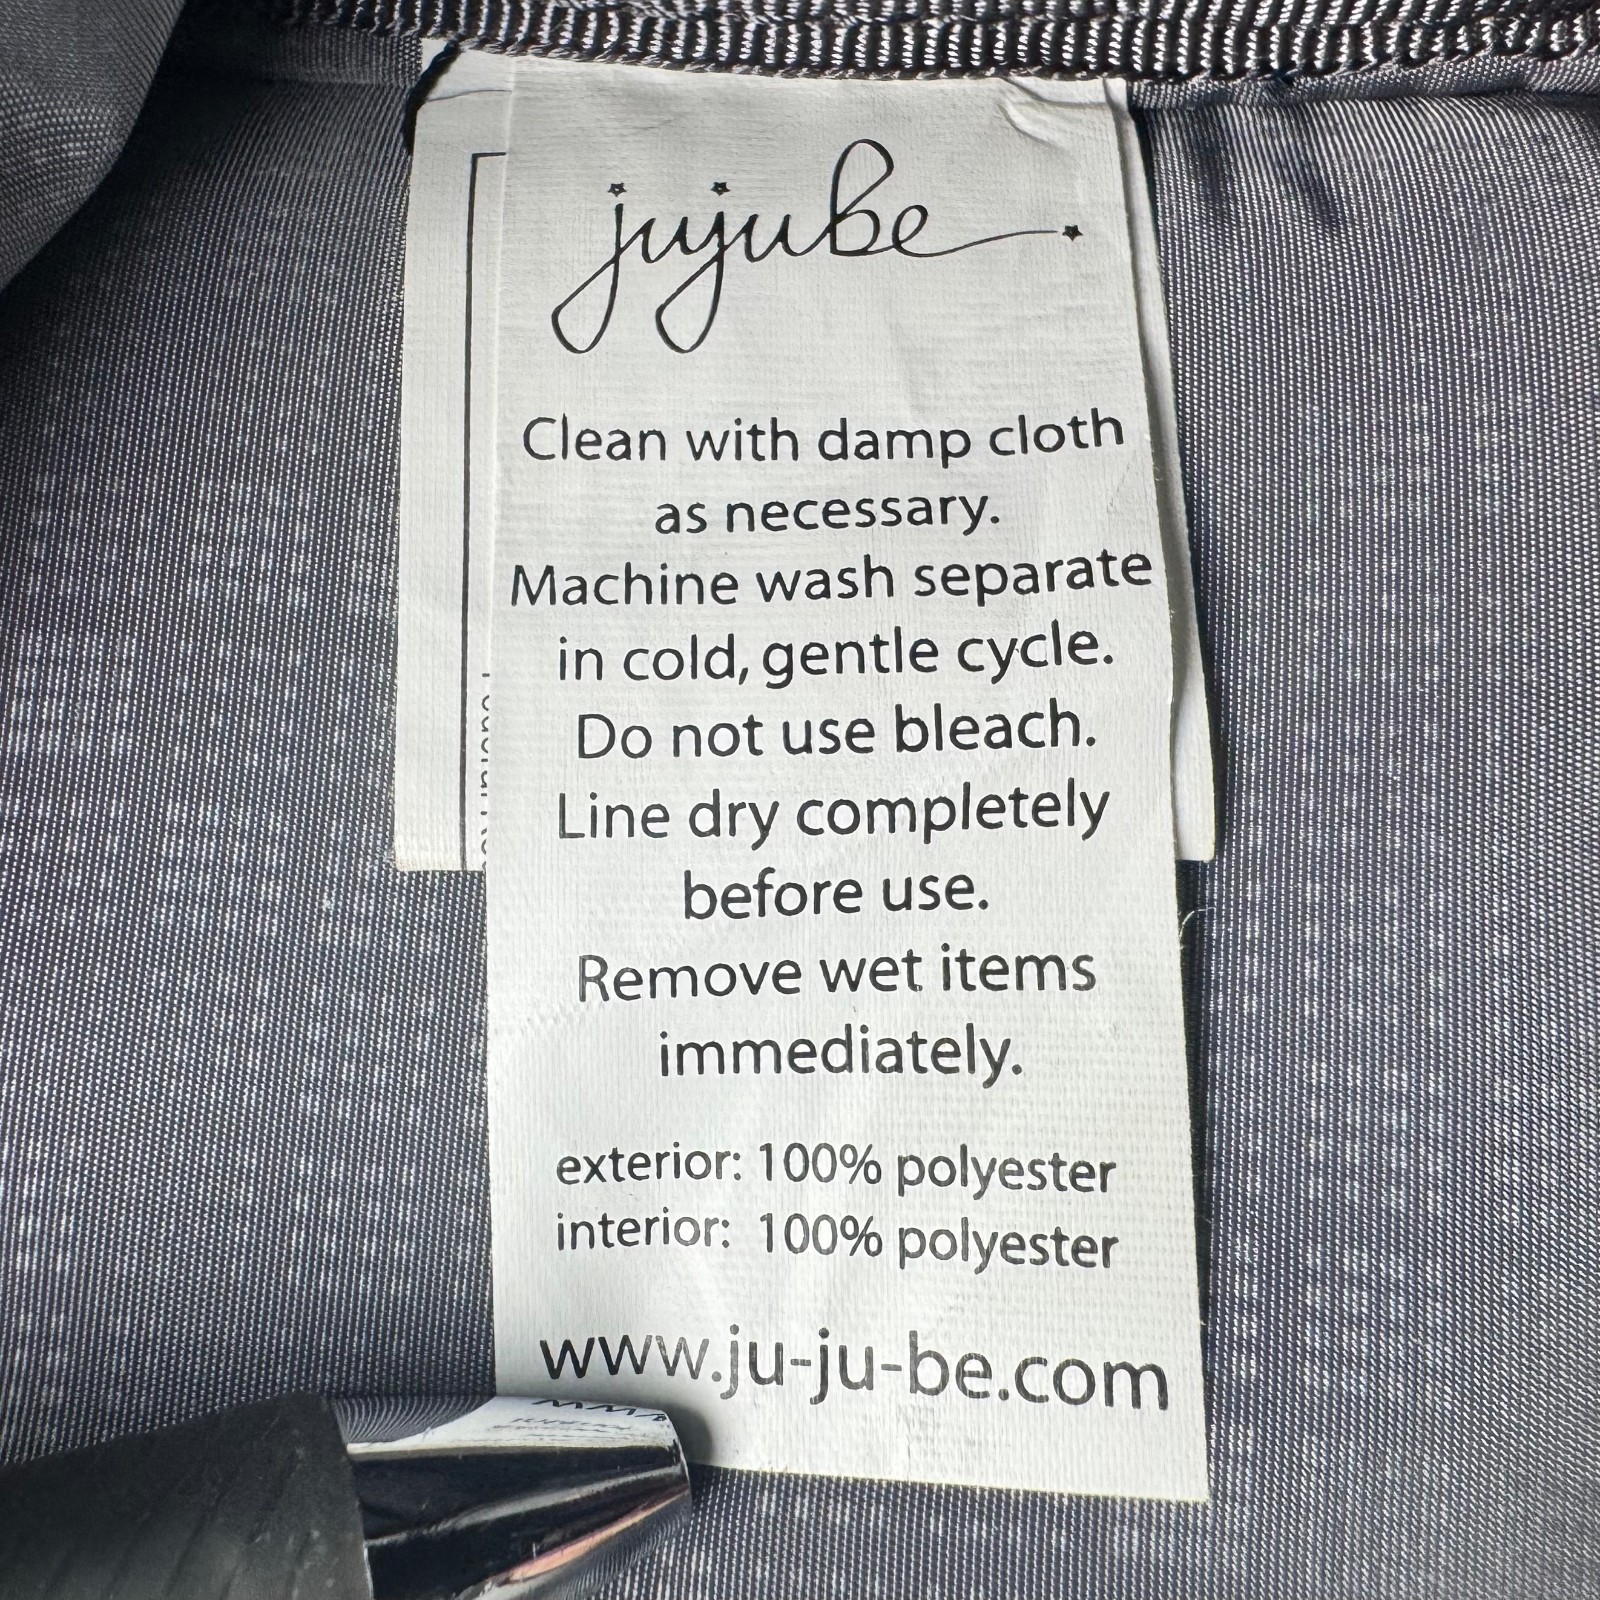 jujube
Clean with damp cloth
as necessary.
Machine wash separate
in cold, gentle cycle.
Do not use bleach.
Line dry completely
before use.
Remove wet items
immediately.
exterior: 100% polyester
interior: 100% polyester
www.ju-ju-be.com